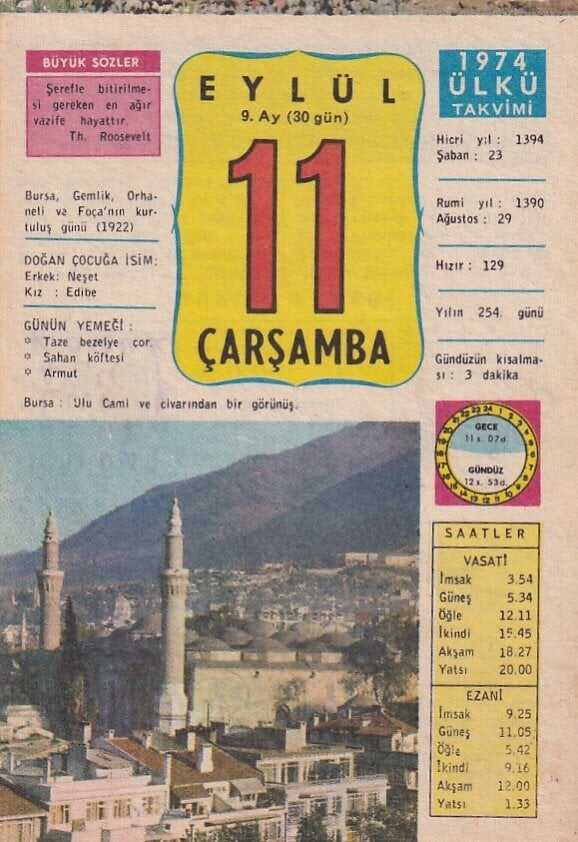 BÜYÜK SÖZLER
Şerefle bitirilme-
si gereken en ağır
vazife hayattır.
Th. Roosevelt
Bursa, Gemlik, Orha-
neli ve Foça'nın kur-
tuluş günü (1922)
DOĞAN ÇOCUĞA İSİM:
Erkek: Neşet
Kız : Edibe
GÜNÜN YEMEĞİ :
* Taze bezelye çor.
* Sahan köftesi
* Armut
EYLÜL
9. Ay (30 gün)
11
ÇARŞAMBA
1974
ÜLKÜ
TAKVİMİ
Hicri yıl : 1394
Şaban : 23
Rumi yıl : 1390
Ağustos : 29
Hızır : 129
Yılın 254. günü
Gündüzün kısalma-
sı : 3 dakika
Bursa : Ulu Cami ve civarından bir görünüş.
GECE
11 s. 07 d.
GÜNDÜZ
12 s. 53 d.
SAATLER
VASATİ
İmsak 3.54
Güneş 5.34
Öğle 12.11
İkindi 15.45
Akşam 18.27
Yatsı 20.00
EZANİ
İmsak 9.25
Güneş 11.05
Öğle 5.42
İkindi 9.16
Akşam 12.00
Yatsı 1.33